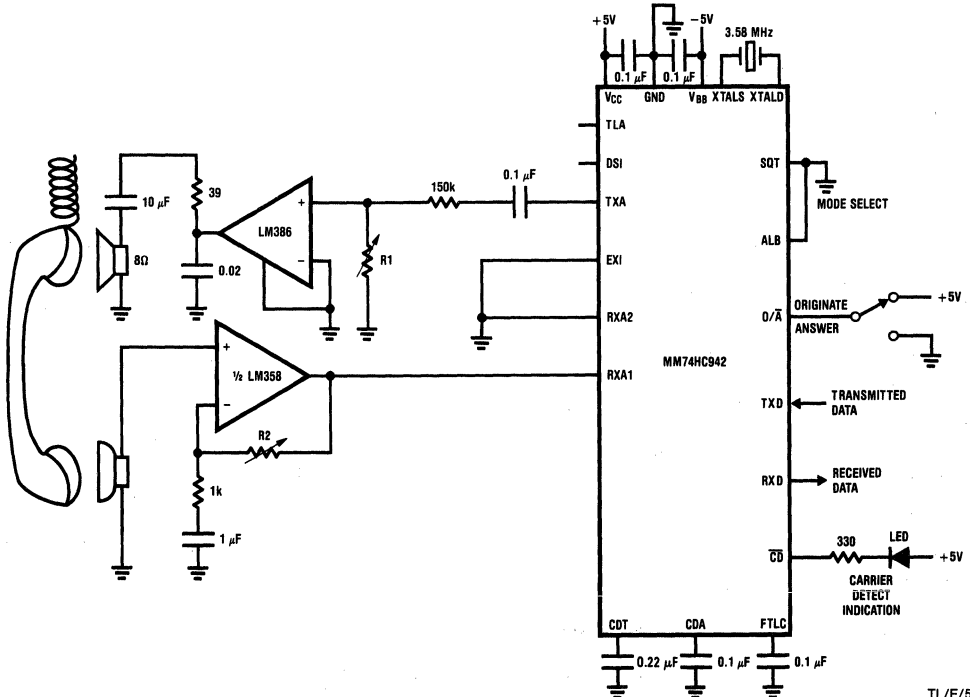 +5V
-5V
3.58 MHz
0.1 µF
0.1 µF
VCC
GND
VBB
XTALS
XTALD
TLA
DSI
TXA
EXI
RXA2
RXA1
SQT
ALB
O/A̅
TXD
RXD
C̅D̅
CDT
CDA
FTLC
MM74HC942
MODE SELECT
ORIGINATE
ANSWER
+5V
TRANSMITTED
DATA
RECEIVED
DATA
330
LED
+5V
CARRIER
DETECT
INDICATION
0.22 µF
0.1 µF
0.1 µF
10 µF
39
8Ω
0.02
LM386
+
−
R1
150k
0.1 µF
½ LM358
+
−
R2
1k
1 µF
TL/F/5